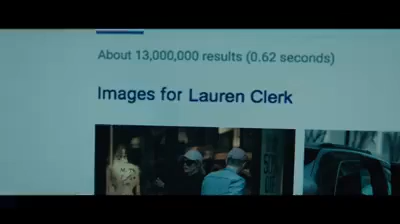 About 13,000,000 results (0.62 seconds)
Images for Lauren Clerk